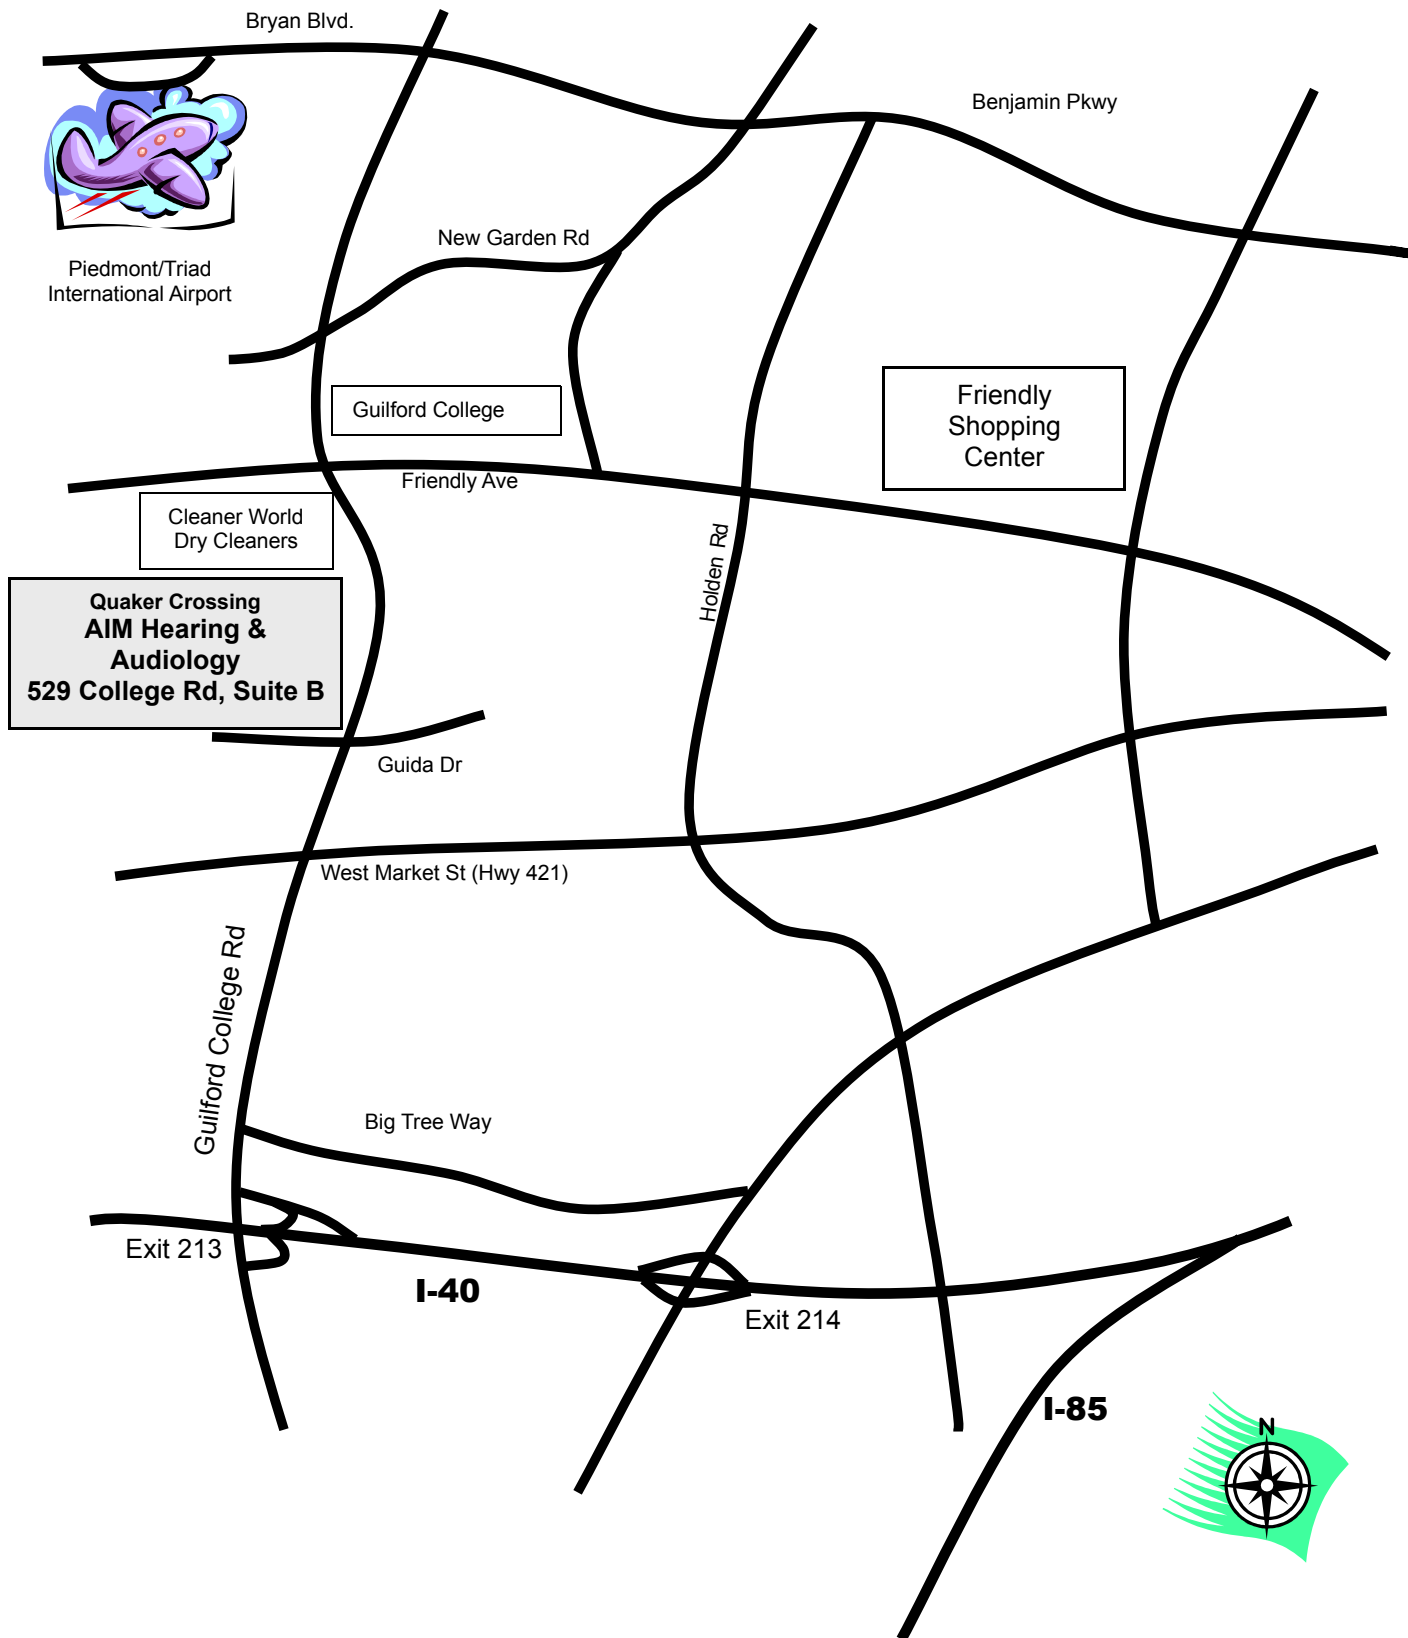 Bryan Blvd.
Benjamin Pkwy
New Garden Rd
Piedmont/Triad
International Airport
Guilford College
Friendly
Shopping
Center
Friendly Ave
Cleaner World
Dry Cleaners
Holden Rd
Quaker Crossing
AIM Hearing &
Audiology
529 College Rd, Suite B
Guida Dr
West Market St (Hwy 421)
Guilford College Rd
Big Tree Way
Exit 213
I-40
Exit 214
I-85
N